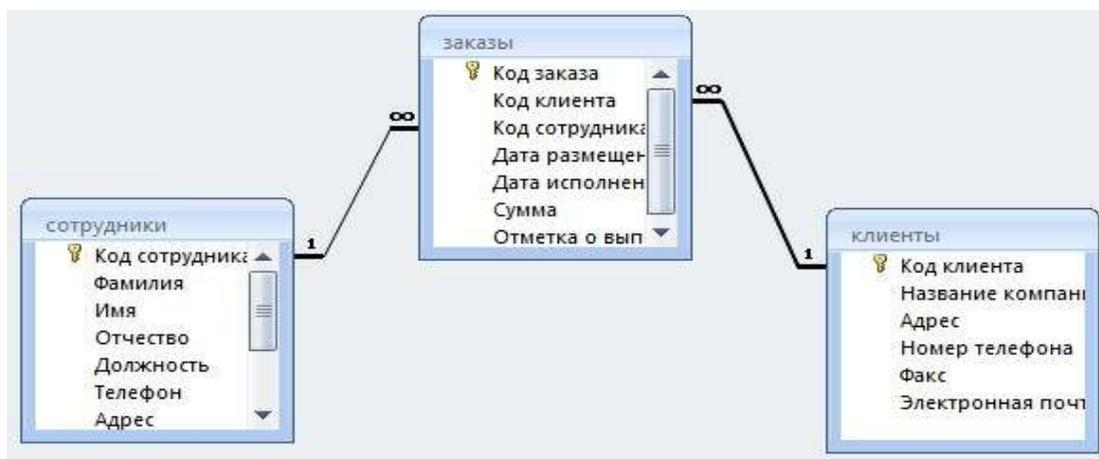 заказы
Код заказа
Код клиента
Код сотрудника
Дата размещен
Дата исполнен
Сумма
Отметка о вып
∞
∞
сотрудники
Код сотрудника
Фамилия
Имя
Отчество
Должность
Телефон
Адрес
1
1
клиенты
Код клиента
Название компани
Адрес
Номер телефона
Факс
Электронная почт